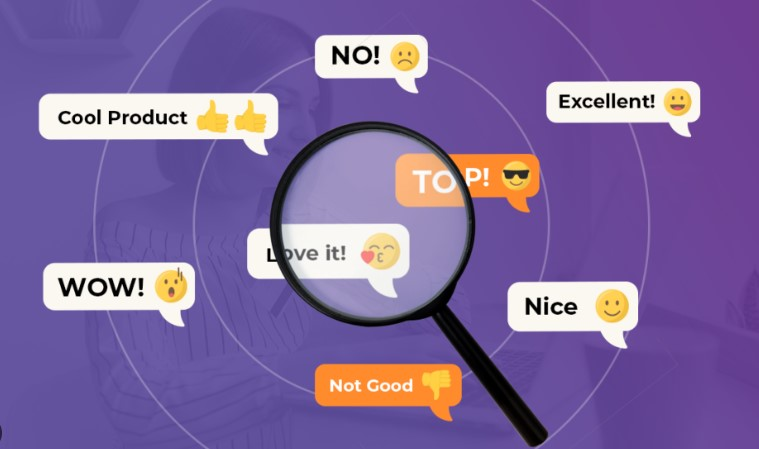 NO!
Excellent!
Cool Product
TOP!
Love it!
WOW!
Nice
Not Good